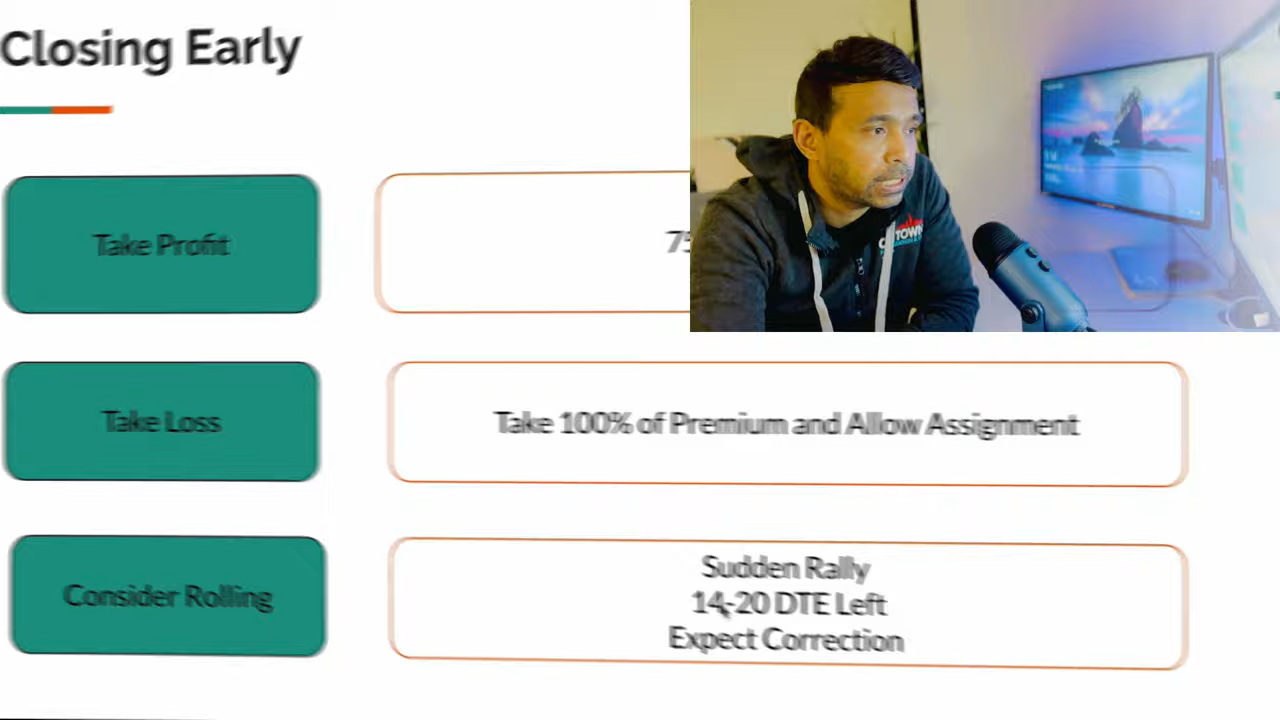 Closing Early
Take Profit
Take Loss
Take 100% of Premium and Allow Assignment
Consider Rolling
Sudden Rally
14-20 DTE Left
Expect Correction